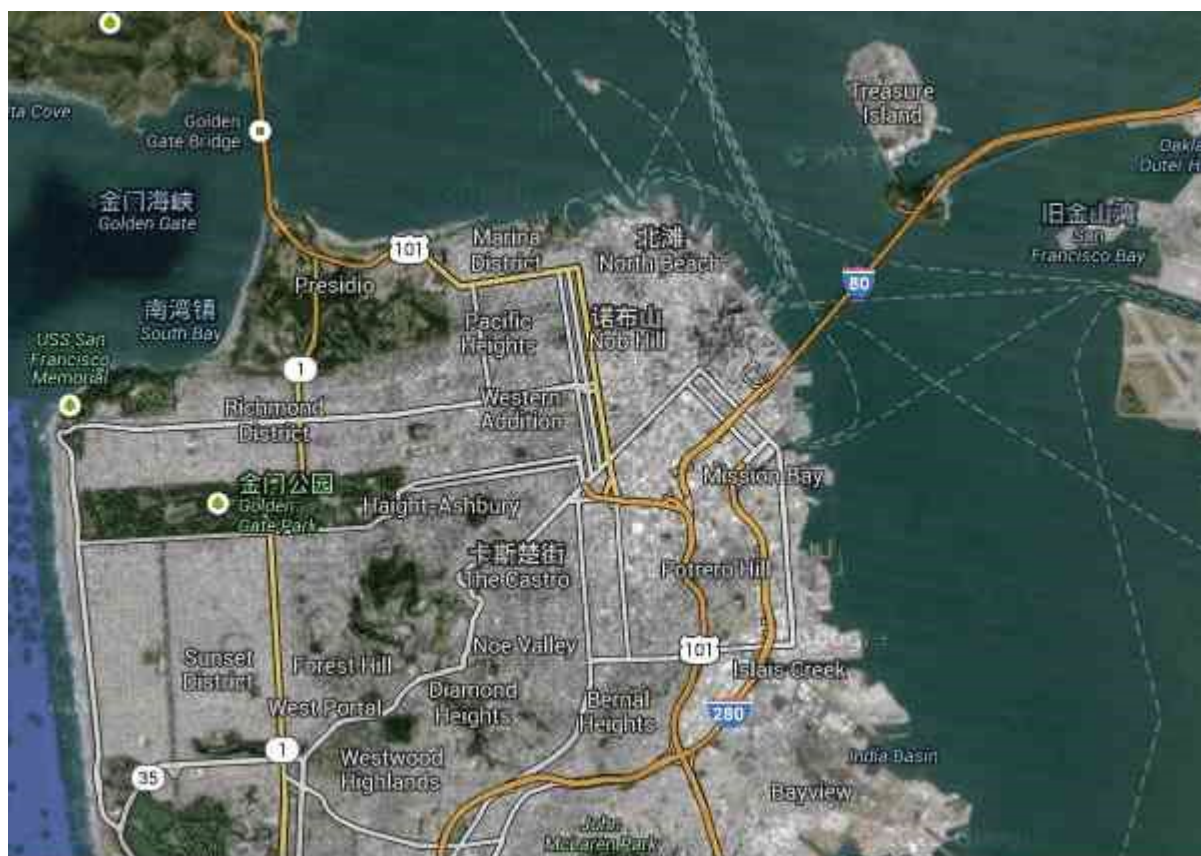 ta Cove
Golden
Gate Bridge
Treasure
Island
Oakla
Outer H
金门海峡
Golden Gate
旧金山湾
San
Francisco Bay
101
Marina
District
北滩
North Beach
80
Presidio
南湾镇
South Bay
Pacific
Heights
诺布山
Nob Hill
USS San
Francisco
Memorial
1
Richmond
District
Western
Addition
金门公园
Golden
Gate Park
Haight-Ashbury
Mission Bay
卡斯楚街
The Castro
Potrero Hill
Noe Valley
101
Islais Creek
Sunset
District
Forest Hill
West Portal
Diamond
Heights
Bernal
Heights
280
1
35
Westwood
Highlands
India Basin
Bayview
John
McLaren Park